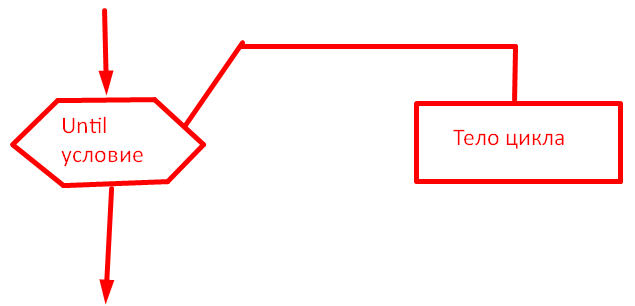 Until
условие
Тело цикла